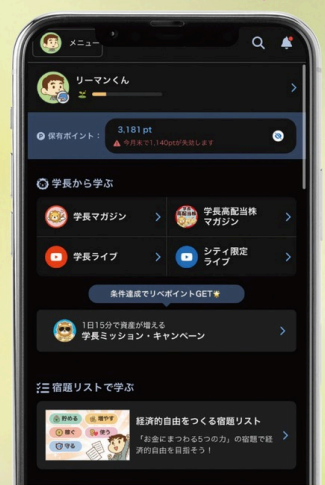 メニュー
リーマンくん
P 保有ポイント：
3,181 pt
今月末で1,140ptが失効します
学長から学ぶ
学長マガジン
学長高配当株
マガジン
学長ライブ
シティ限定
ライブ
条件達成でリベポイントGET
1日15分で資産が増える
学長ミッション・キャンペーン
宿題リストで学ぶ
貯める
増やす
稼ぐ
使う
守る
経済的自由をつくる宿題リスト
「お金にまつわる5つの力」の宿題で経
済的自由を目指そう！